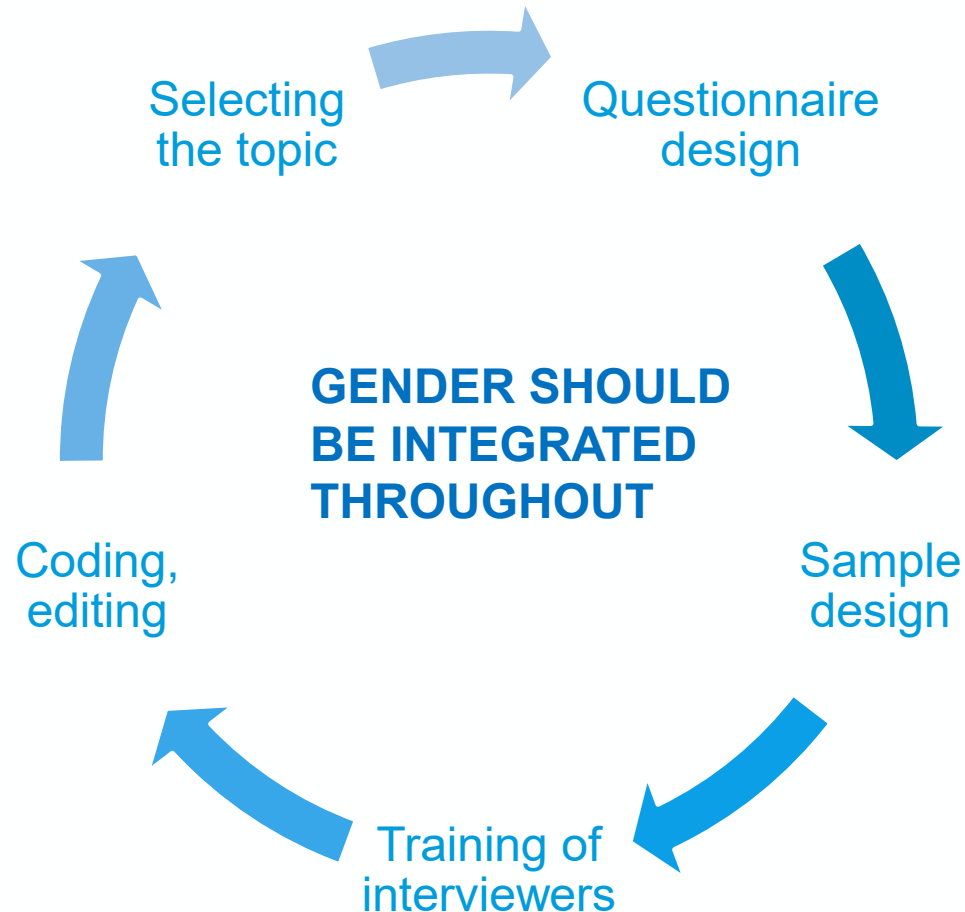 Selecting
the topic
Questionnaire
design
GENDER SHOULD
BE INTEGRATED
THROUGHOUT
Sample
design
Training of
interviewers
Coding,
editing